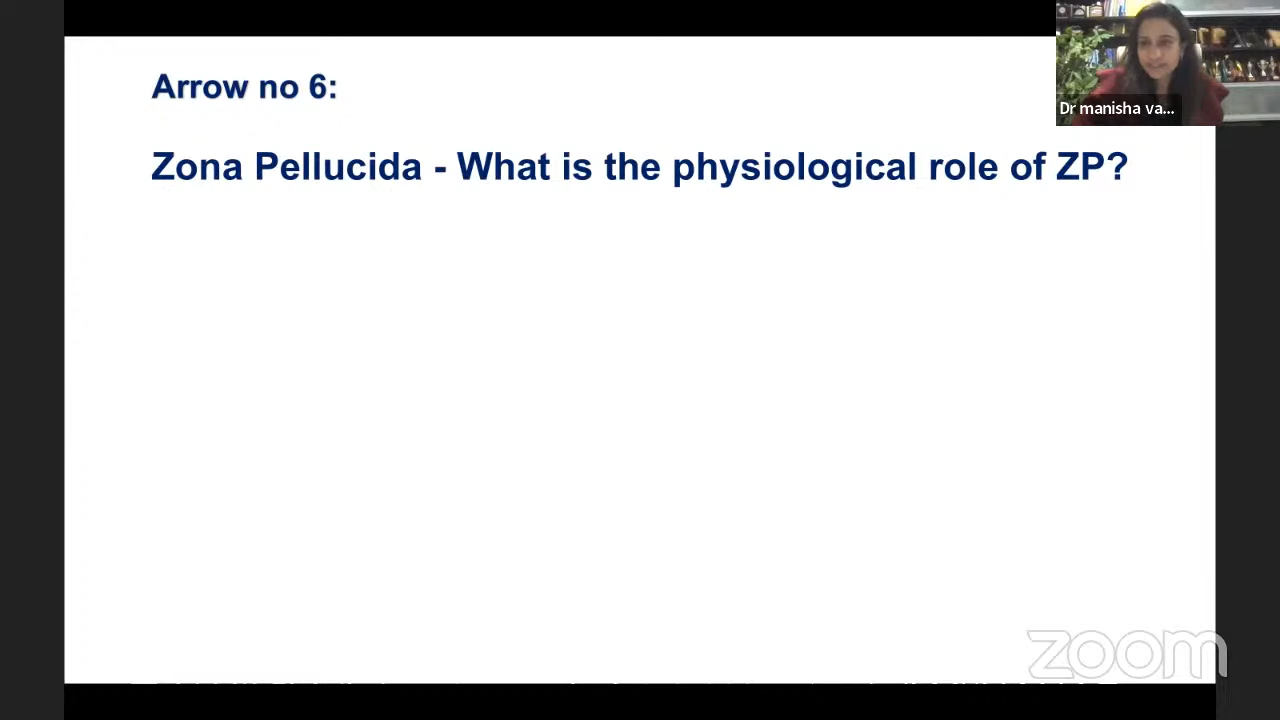 Arrow no 6:
Zona Pellucida - What is the physiological role of ZP?
Dr manisha va...
zoom